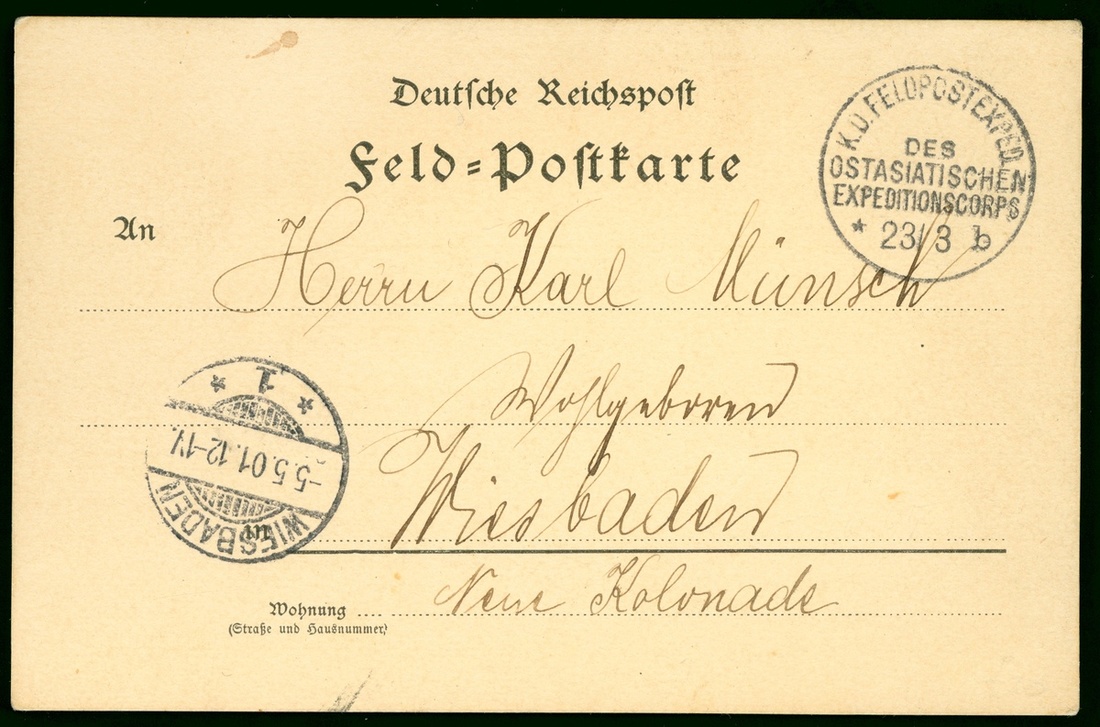 Deutsche Reichspost
Feld-Postkarte
K.D. FELDPOSTEXPED.
DES
OSTASIATISCHEN
EXPEDITIONSCORPS
* 23/3 b
An
Herrn Karl Münsch
Wohlgeboren
Wiesbaden
in
Neue Kolonade
Wohnung
(Straße und Hausnummer)
* 1 *
-5.5.01. 12-1V.
WIESBADEN